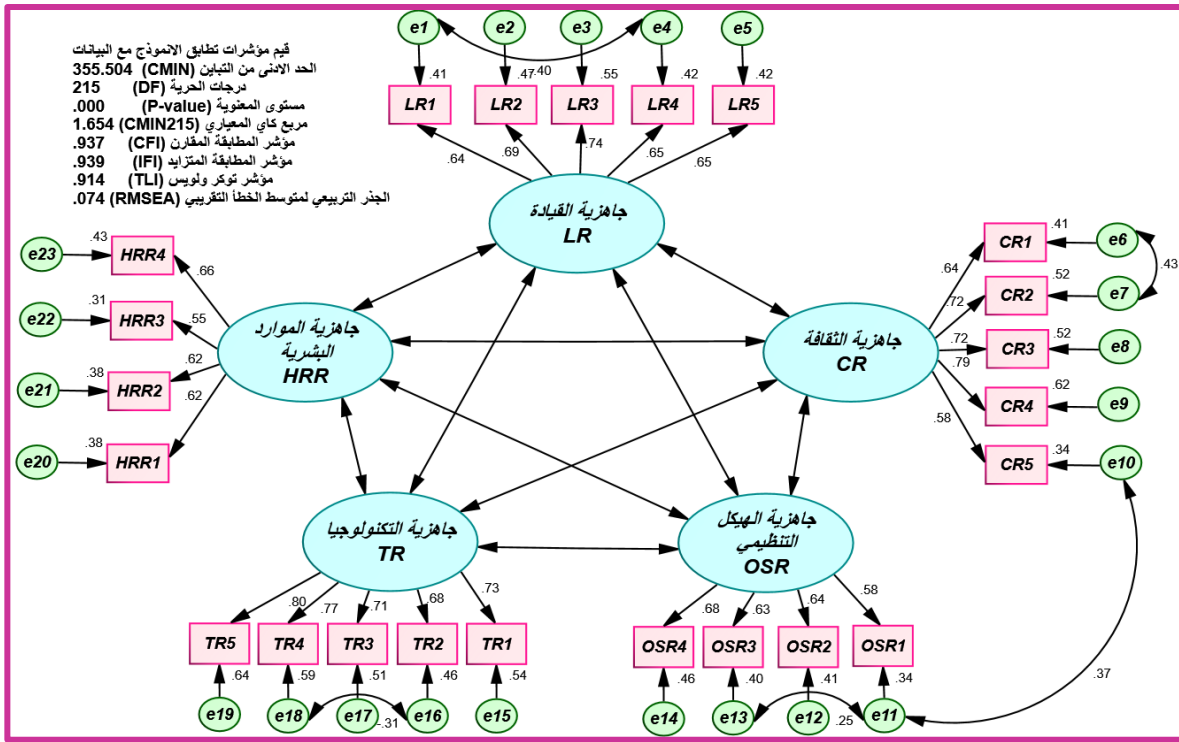 قيم مؤشرات تطابق الانموذج مع البيانات
الحد الادنى من التباين (CMIN) 355.504
درجات الحرية (DF) 215
مستوى المعنوية (P-value) .000
مربع كاي المعياري (CMIN215) 1.654
مؤشر المطابقة المقارن (CFI) .937
مؤشر المطابقة المتزايد (IFI) .939
مؤشر توكر ولويس (TLI) .914
الجذر التربيعي لمتوسط الخطأ التقريبي (RMSEA) .074
e1 e2 e3 e4 e5
.41 .47 -.40 .55 .42 .42
LR1 LR2 LR3 LR4 LR5
.64 .69 .74 .65 .65
جاهزية القيادة
LR
e23 .43 HRR4 .66
e22 .31 HRR3 .55
e21 .38 HRR2 .62
e20 .38 HRR1 .62
جاهزية الموارد
البشرية
HRR
جاهزية الثقافة
CR
.64 CR1 .41 e6
.72 CR2 .52 e7
.43
.72 CR3 .52 e8
.79 CR4 .62 e9
.58 CR5 .34 e10
جاهزية التكنولوجيا
TR
جاهزية الهيكل
التنظيمي
OSR
.80 .77 .71 .68 .73
TR5 TR4 TR3 TR2 TR1
.64 .59 .51 .46 .54
e19 e18 e17 e16 e15
-.31
.68 .63 .64 .58
OSR4 OSR3 OSR2 OSR1
.46 .40 .41 .34
e14 e13 e12 e11
.25
.37